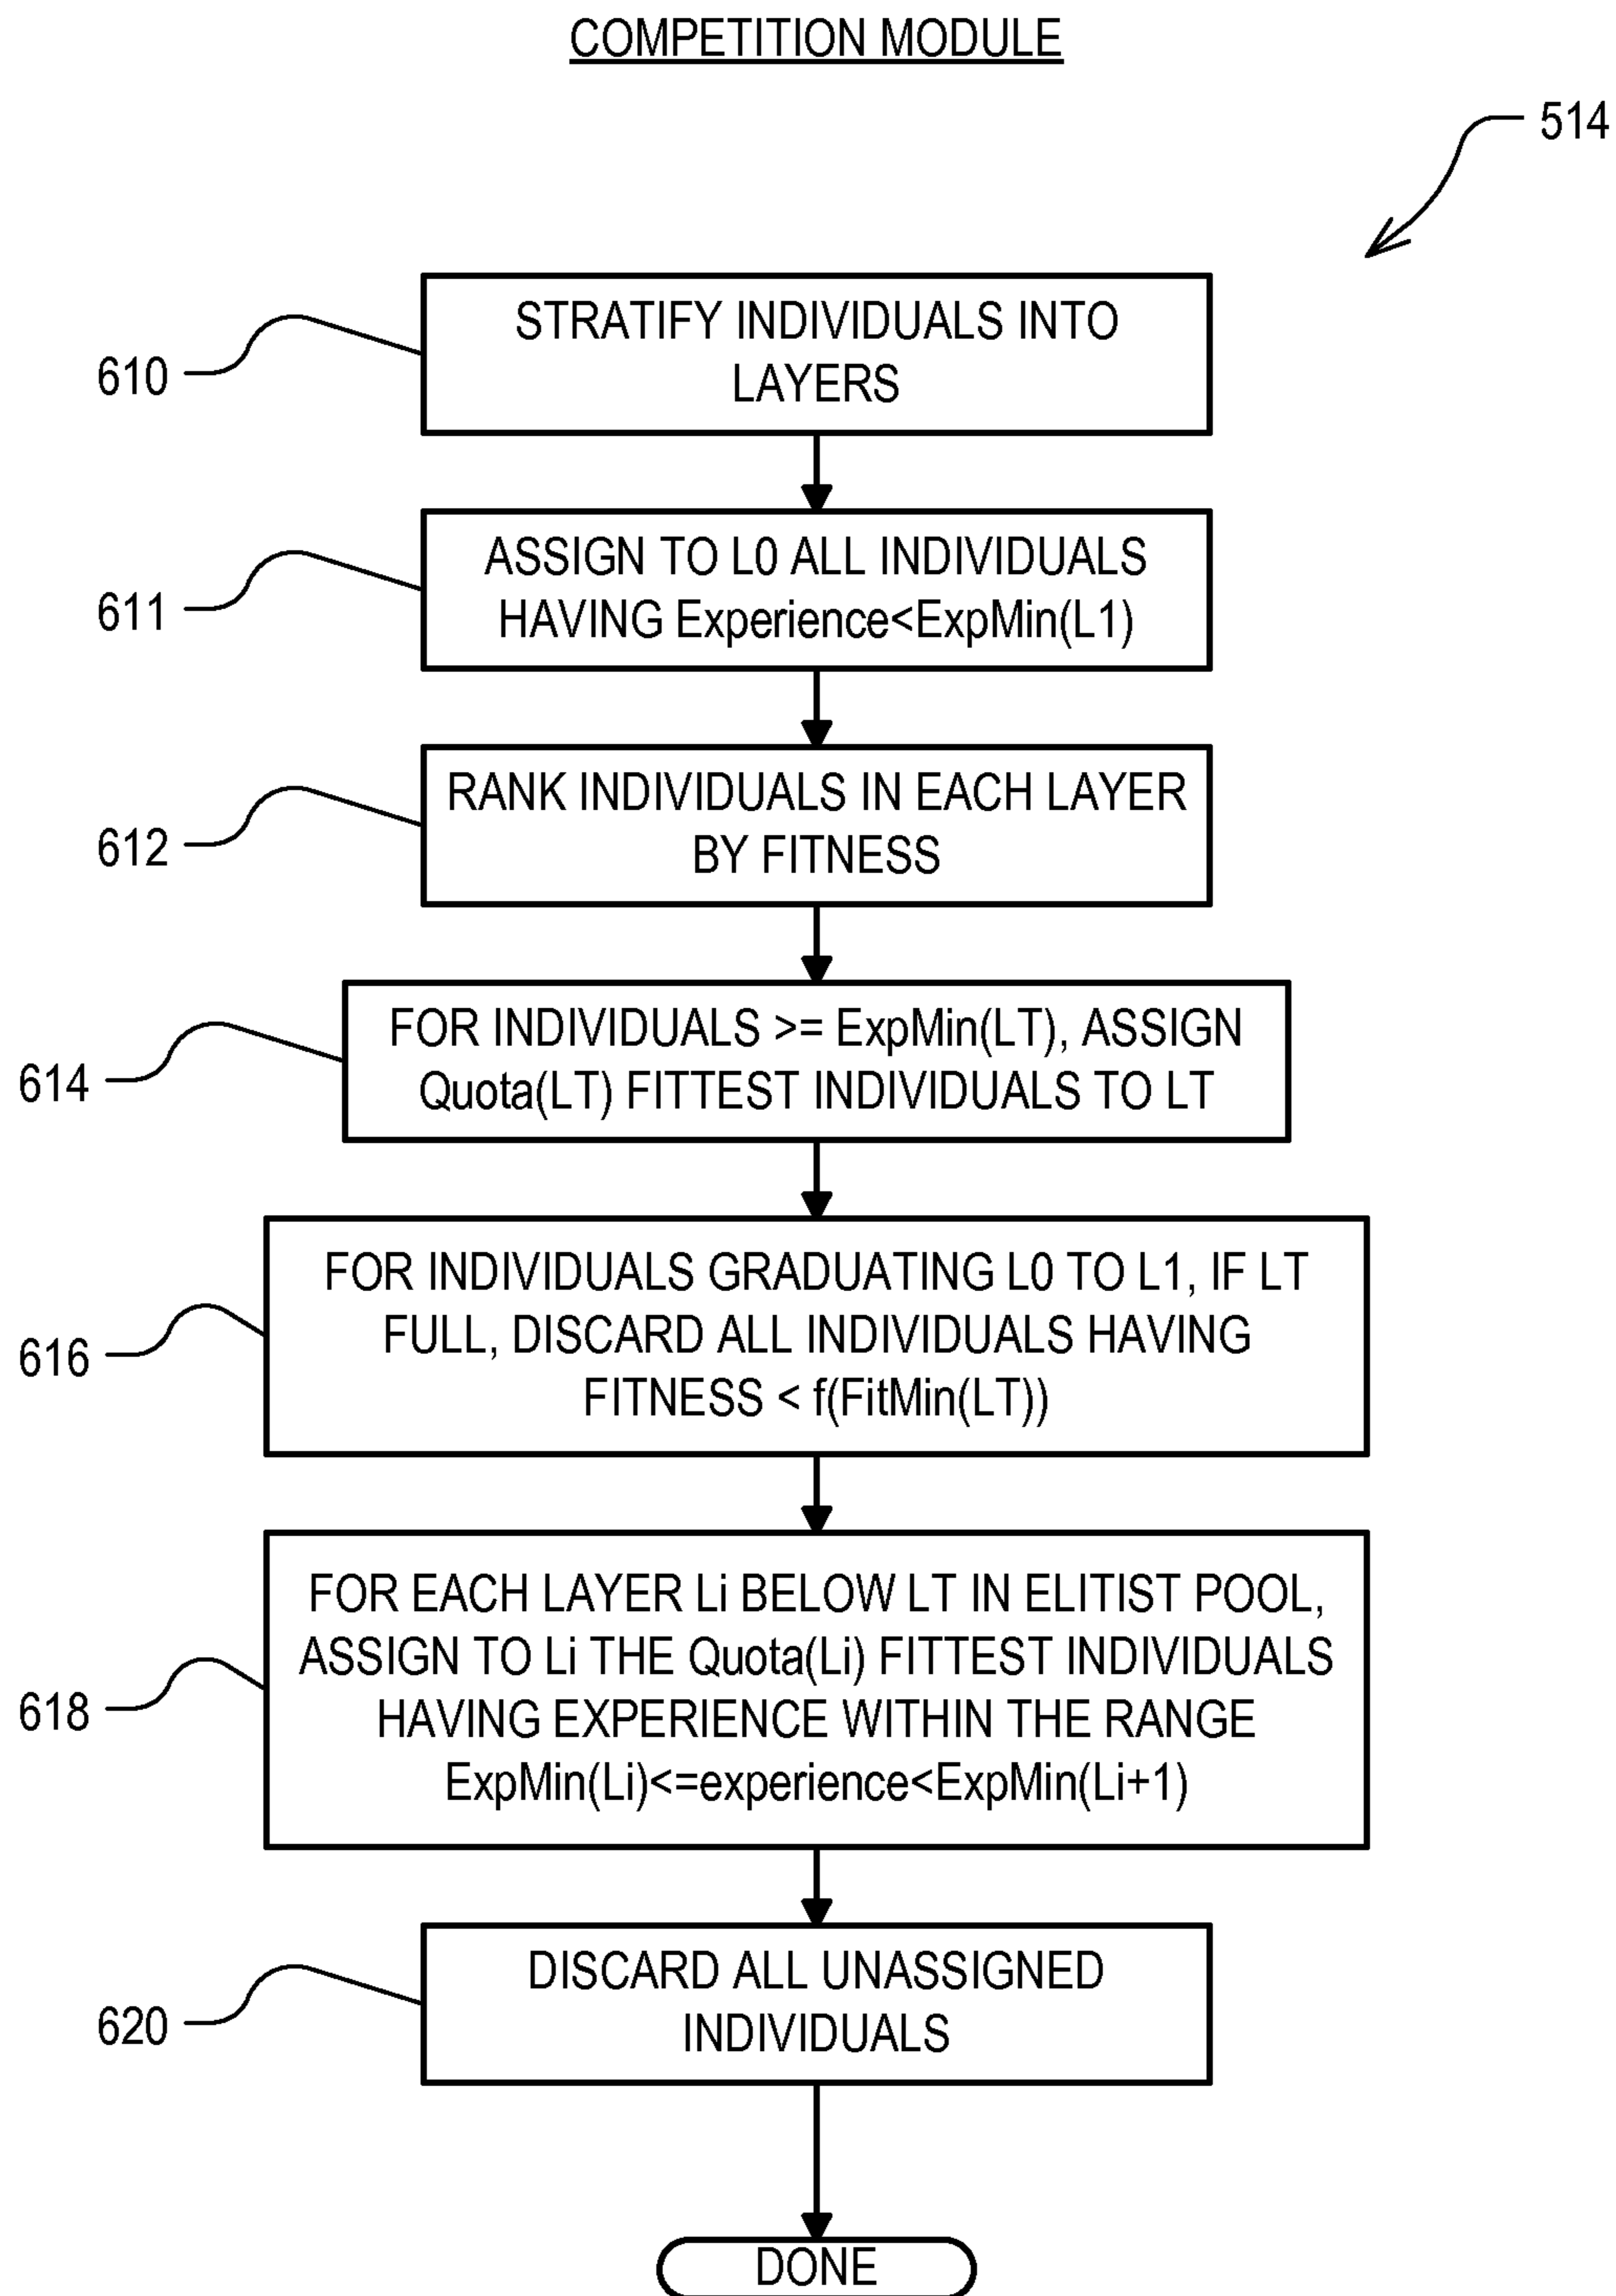 COMPETITION MODULE
514
STRATIFY INDIVIDUALS INTO
LAYERS
610
ASSIGN TO L0 ALL INDIVIDUALS
HAVING Experience<ExpMin(L1)
611
RANK INDIVIDUALS IN EACH LAYER
BY FITNESS
612
FOR INDIVIDUALS >= ExpMin(LT), ASSIGN
Quota(LT) FITTEST INDIVIDUALS TO LT
614
FOR INDIVIDUALS GRADUATING L0 TO L1, IF LT
FULL, DISCARD ALL INDIVIDUALS HAVING
FITNESS < f(FitMin(LT))
616
FOR EACH LAYER Li BELOW LT IN ELITIST POOL,
ASSIGN TO Li THE Quota(Li) FITTEST INDIVIDUALS
HAVING EXPERIENCE WITHIN THE RANGE
ExpMin(Li)<=experience<ExpMin(Li+1)
618
DISCARD ALL UNASSIGNED
INDIVIDUALS
620
DONE